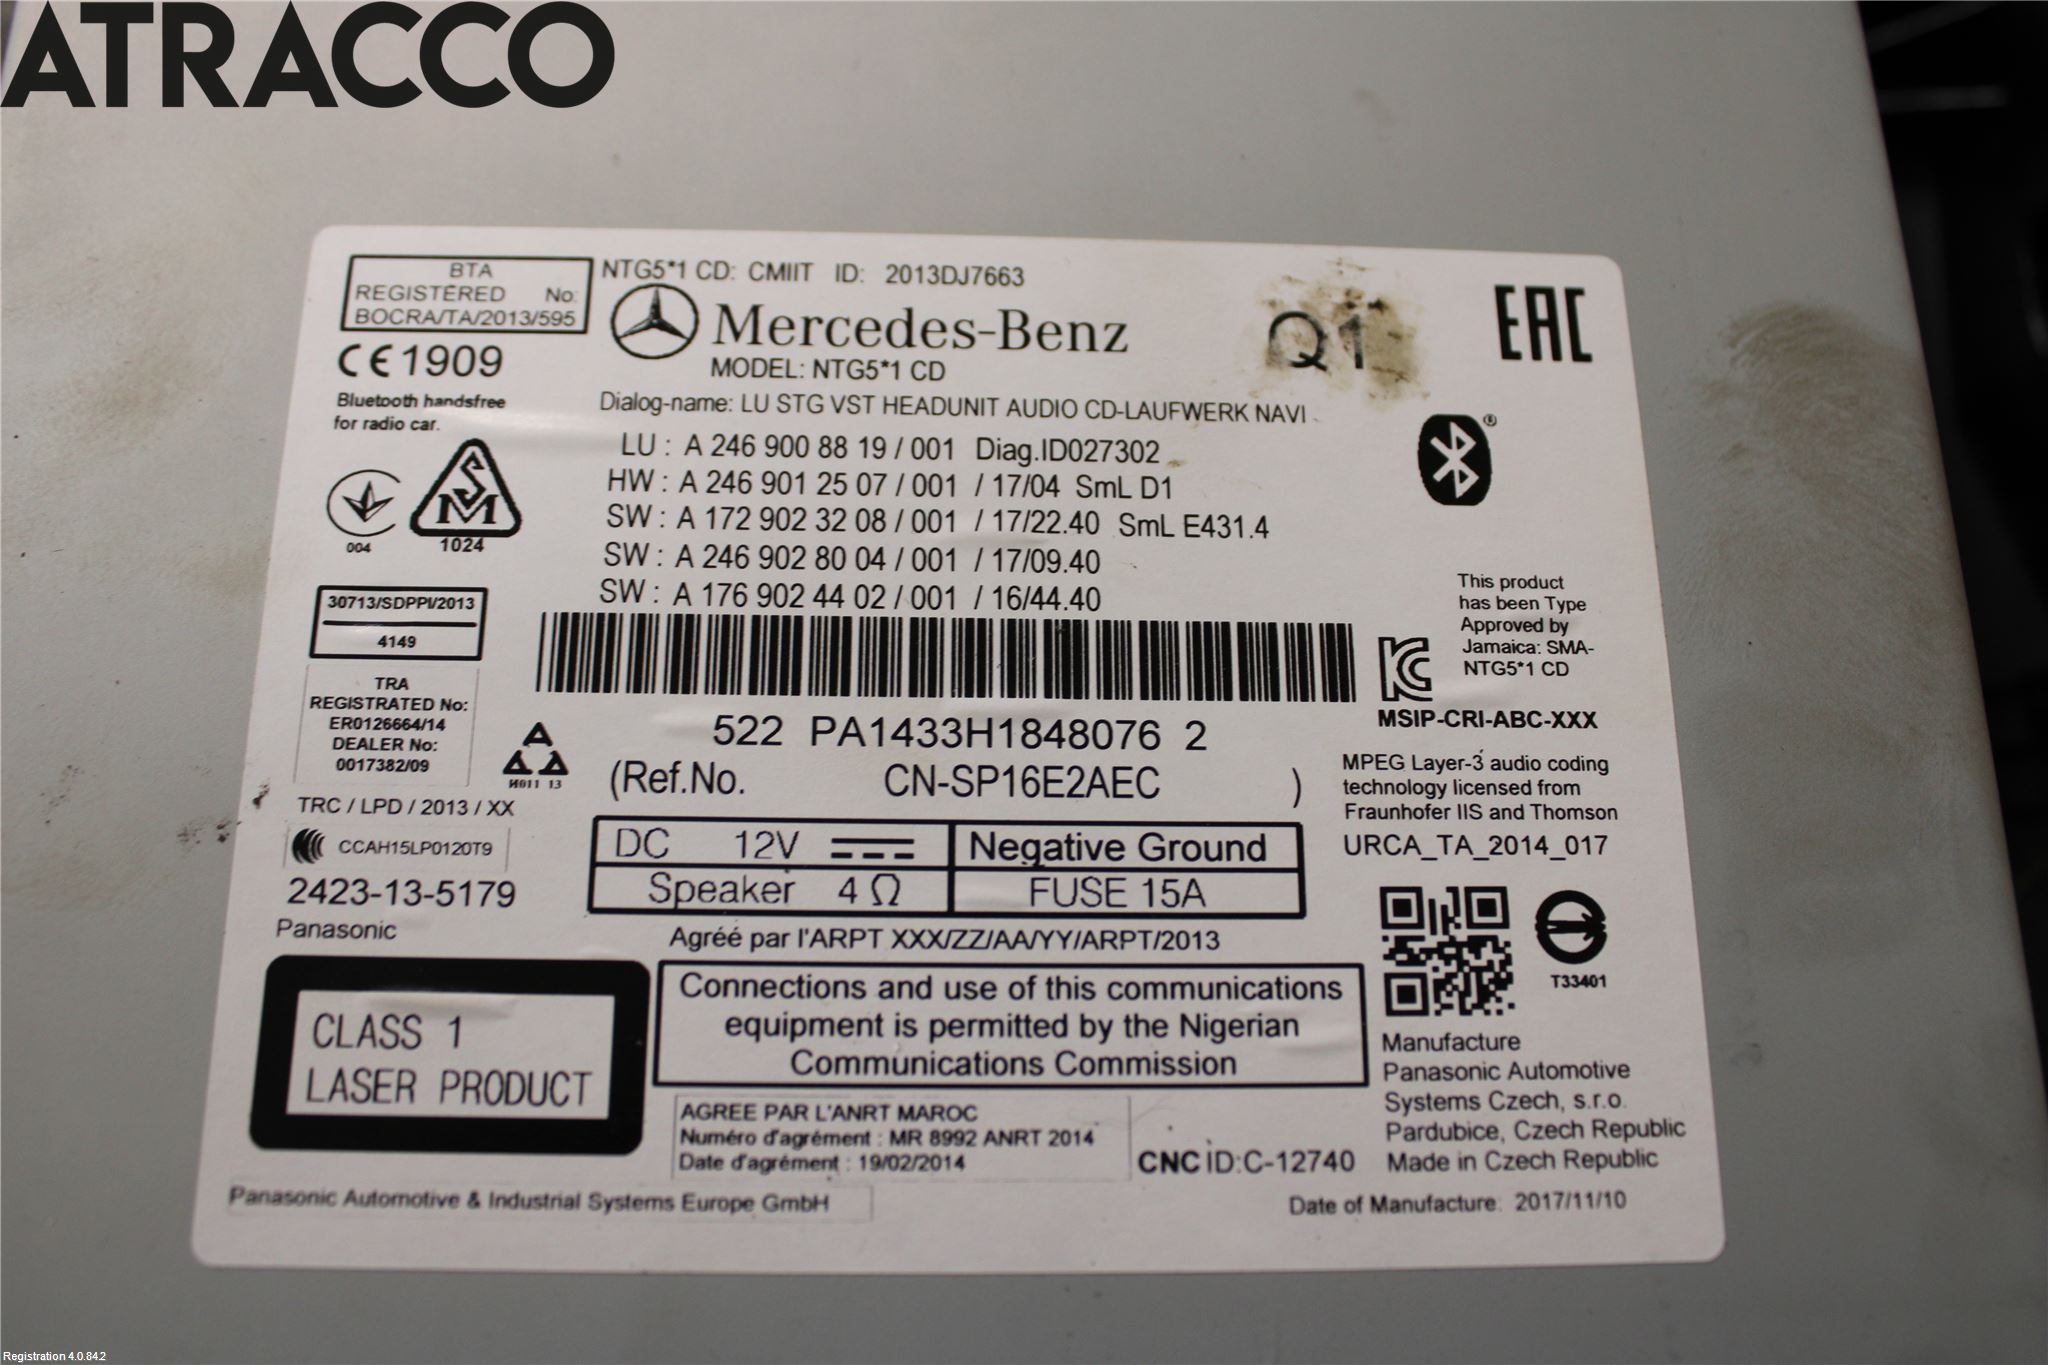 ATRACCO
BTA
REGISTERED No:
BOCRA/TA/2013/595
NTG5*1 CD: CMIIT ID: 2013DJ7663
Mercedes-Benz
MODEL: NTG5*1 CD
Q1
EAC
CE1909
Bluetooth handsfree
for radio car.
Dialog-name: LU STG VST HEADUNIT AUDIO CD-LAUFWERK NAVI
LU : A 246 900 88 19 / 001 Diag.ID027302
HW : A 246 901 25 07 / 001 / 17/04 SmL D1
SW : A 172 902 32 08 / 001 / 17/22.40 SmL E431.4
SW : A 246 902 80 04 / 001 / 17/09.40
SW : A 176 902 44 02 / 001 / 16/44.40
004
SM
1024
30713/SDPPI/2013
4149
TRA
REGISTRATED No:
ER0126664/14
DEALER No:
0017382/09
TRC / LPD / 2013 / XX
CCAH15LP0120T9
2423-13-5179
Panasonic
И011 13
522 PA1433H1848076 2
(Ref.No. CN-SP16E2AEC )
DC 12V
Negative Ground
Speaker 4 Ω
FUSE 15A
Agréé par l'ARPT XXX/ZZ/AA/YY/ARPT/2013
This product
has been Type
Approved by
Jamaica: SMA-
NTG5*1 CD
MSIP-CRI-ABC-XXX
MPEG Layer-3 audio coding
technology licensed from
Fraunhofer IIS and Thomson
URCA_TA_2014_017
T33401
CLASS 1
LASER PRODUCT
Connections and use of this communications
equipment is permitted by the Nigerian
Communications Commission
AGREE PAR L'ANRT MAROC
Numéro d'agrément : MR 8992 ANRT 2014
Date d'agrément : 19/02/2014
CNC ID:C-12740
Manufacture
Panasonic Automotive
Systems Czech, s.r.o.
Pardubice, Czech Republic
Made in Czech Republic
Panasonic Automotive & Industrial Systems Europe GmbH
Date of Manufacture: 2017/11/10
Registration 4.0.84.2